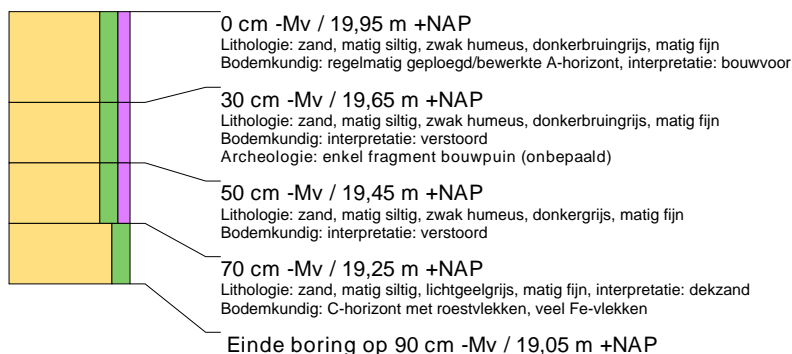 0 cm -Mv / 19,95 m +NAP
Lithologie: zand, matig siltig, zwak humeus, donkerbruingrijs, matig fijn
Bodemkundig: regelmatig geploegd/bewerkte A-horizont, interpretatie: bouwvoor
30 cm -Mv / 19,65 m +NAP
Lithologie: zand, matig siltig, zwak humeus, donkerbruingrijs, matig fijn
Bodemkundig: interpretatie: verstoord
Archeologie: enkel fragment bouwpuin (onbepaald)
50 cm -Mv / 19,45 m +NAP
Lithologie: zand, matig siltig, zwak humeus, donkergrijs, matig fijn
Bodemkundig: interpretatie: verstoord
70 cm -Mv / 19,25 m +NAP
Lithologie: zand, matig siltig, lichtgeelgrijs, matig fijn, interpretatie: dekzand
Bodemkundig: C-horizont met roestvlekken, veel Fe-vlekken
Einde boring op 90 cm -Mv / 19,05 m +NAP